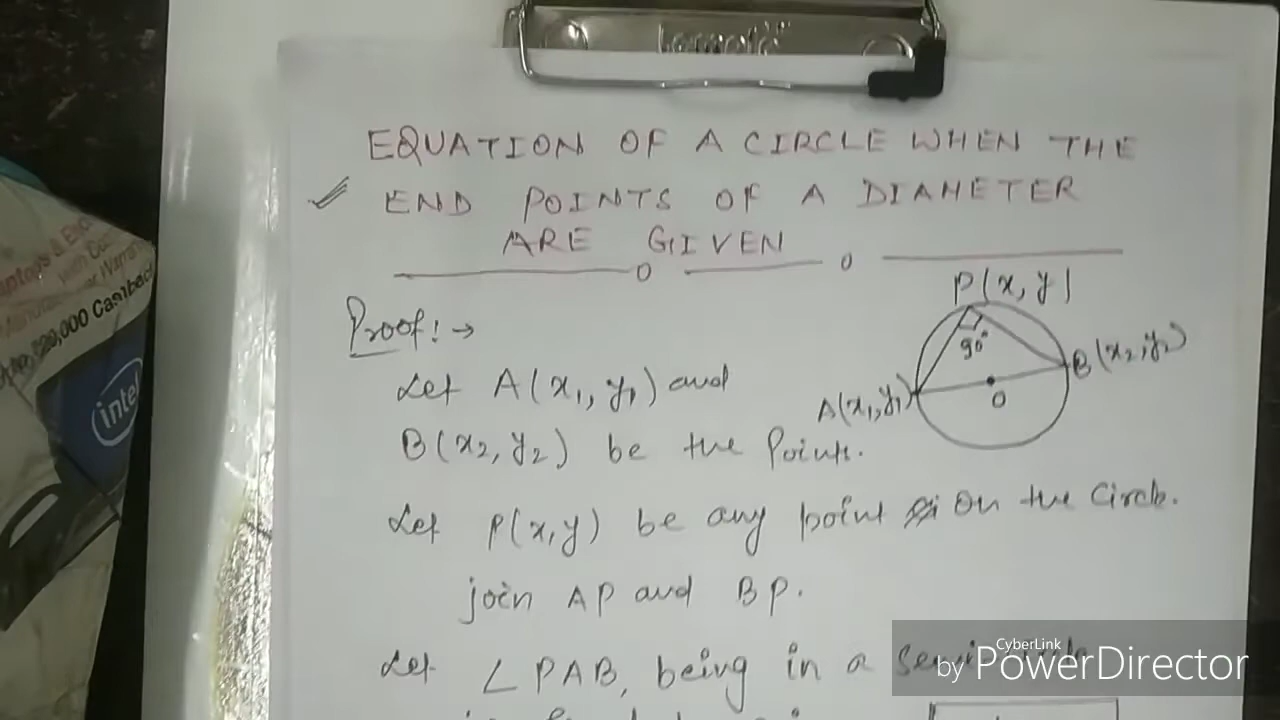 EQUATION OF A CIRCLE WHEN THE
END POINTS OF A DIAMETER
ARE GIVEN
Proof! →
P(x, y)
90°
B(x2, y2)
A(x1, y1)
O
Let A(x1, y1) and
B(x2, y2) be the Points.
Let P(x, y) be any point on the Circle.
join AP and BP.
Let ∠PAB, being in a
CyberLink
by PowerDirector
intel